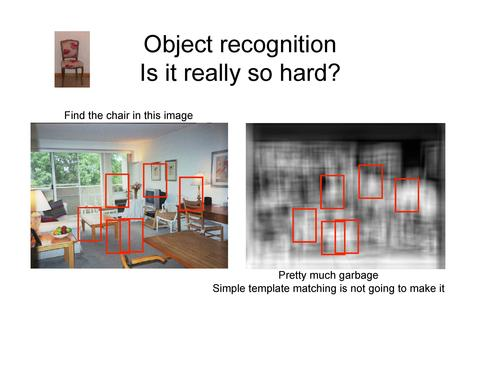 Object recognition
Is it really so hard?
Find the chair in this image
Pretty much garbage
Simple template matching is not going to make it